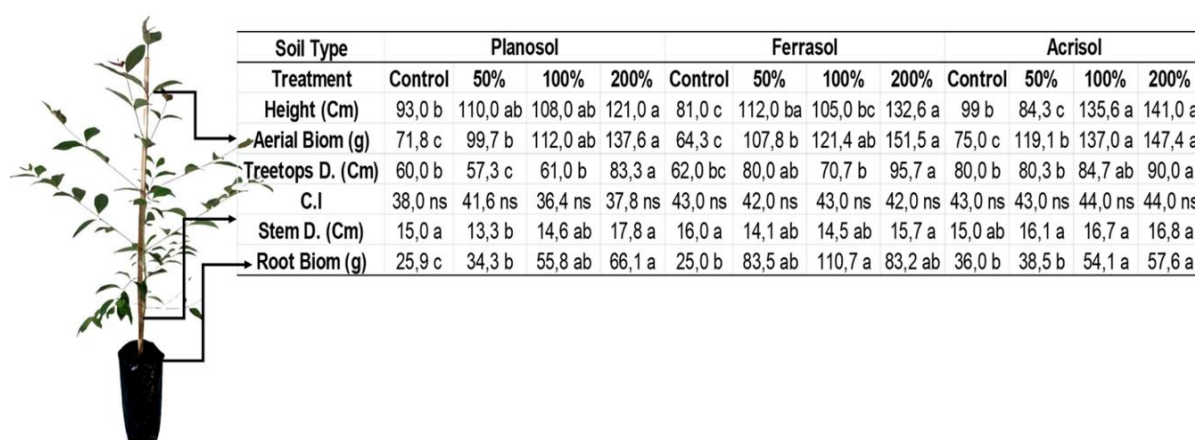 Soil Type Planosol Ferrasol Acrisol
Treatment Control 50% 100% 200% Control 50% 100% 200% Control 50% 100% 200%
Height (Cm) 93,0 b 110,0 ab 108,0 ab 121,0 a 81,0 c 112,0 ba 105,0 bc 132,6 a 99 b 84,3 c 135,6 a 141,0 a
Aerial Biom (g) 71,8 c 99,7 b 112,0 ab 137,6 a 64,3 c 107,8 b 121,4 ab 151,5 a 75,0 c 119,1 b 137,0 a 147,4 a
Treetops D. (Cm) 60,0 b 57,3 c 61,0 b 83,3 a 62,0 bc 80,0 ab 70,7 b 95,7 a 80,0 b 80,3 b 84,7 ab 90,0 a
C.I 38,0 ns 41,6 ns 36,4 ns 37,8 ns 43,0 ns 42,0 ns 43,0 ns 42,0 ns 43,0 ns 43,0 ns 44,0 ns 44,0 ns
Stem D. (Cm) 15,0 a 13,3 b 14,6 ab 17,8 a 16,0 a 14,1 ab 14,5 ab 15,7 a 15,0 ab 16,1 a 16,7 a 16,8 a
Root Biom (g) 25,9 c 34,3 b 55,8 ab 66,1 a 25,0 b 83,5 ab 110,7 a 83,2 ab 36,0 b 38,5 b 54,1 a 57,6 a